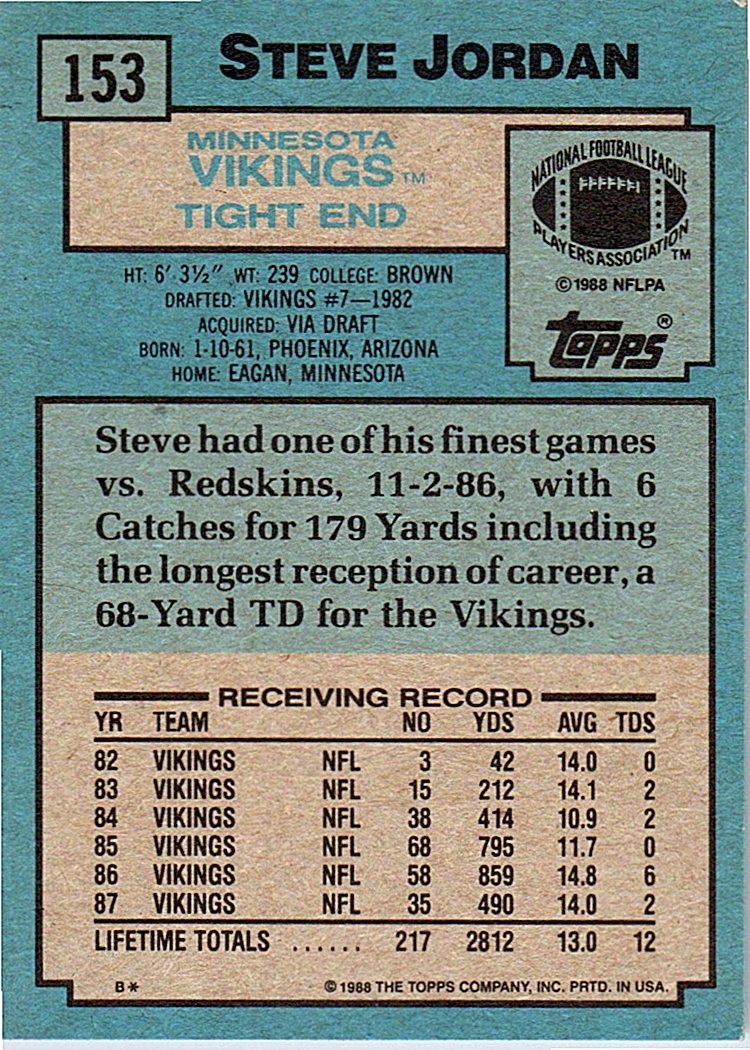 153
STEVE JORDAN
MINNESOTA
VIKINGS TM
TIGHT END
NATIONAL FOOTBALL LEAGUE
PLAYERS ASSOCIATION TM
© 1988 NFLPA
topps ®
HT: 6' 3½" WT: 239 COLLEGE: BROWN
DRAFTED: VIKINGS #7—1982
ACQUIRED: VIA DRAFT
BORN: 1-10-61, PHOENIX, ARIZONA
HOME: EAGAN, MINNESOTA
Steve had one of his finest games
vs. Redskins, 11-2-86, with 6
Catches for 179 Yards including
the longest reception of career, a
68-Yard TD for the Vikings.
RECEIVING RECORD
YR TEAM NO YDS AVG TDS
82 VIKINGS NFL 3 42 14.0 0
83 VIKINGS NFL 15 212 14.1 2
84 VIKINGS NFL 38 414 10.9 2
85 VIKINGS NFL 68 795 11.7 0
86 VIKINGS NFL 58 859 14.8 6
87 VIKINGS NFL 35 490 14.0 2
LIFETIME TOTALS ...... 217 2812 13.0 12
B* © 1988 THE TOPPS COMPANY, INC. PRTD. IN USA.